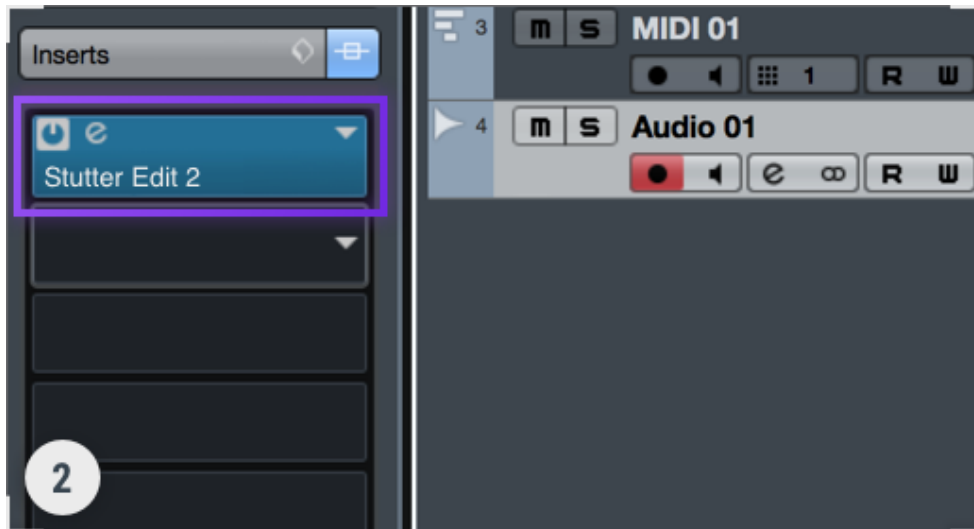 Inserts
e
Stutter Edit 2
2
3 m s MIDI 01
1 R W
4 m s Audio 01
e R W